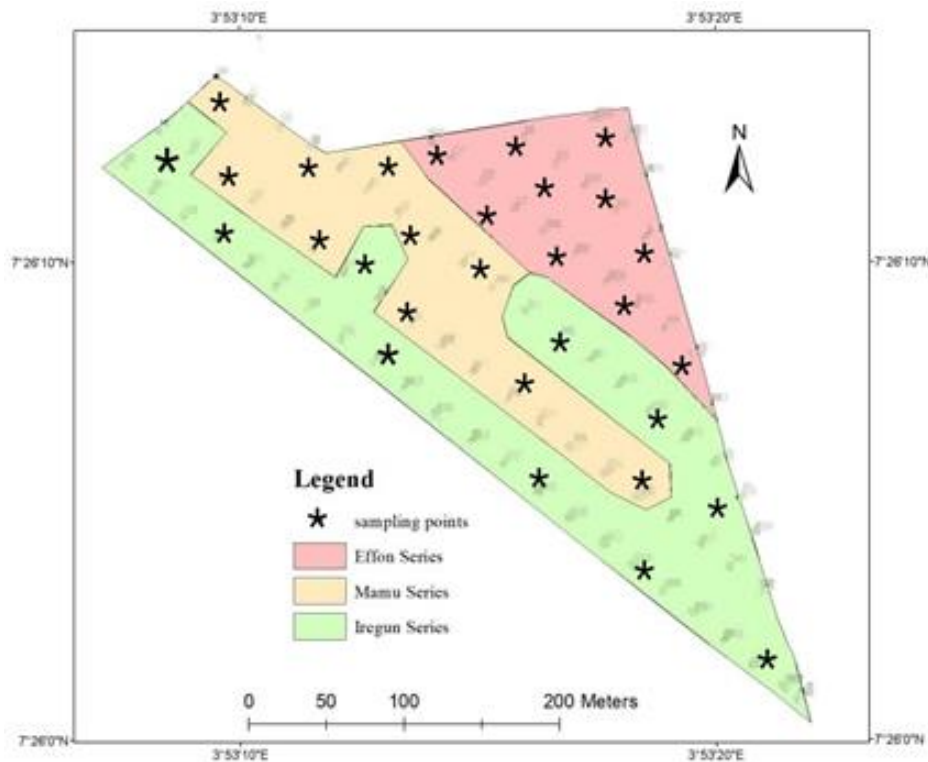 3°53'10"E 3°53'20"E
N
7°26'10"N 7°26'10"N
Legend
sampling points
Effon Series
Mamu Series
Iregun Series
0 50 100 200 Meters
7°26'0"N 7°26'0"N
3°53'10"E 3°53'20"E